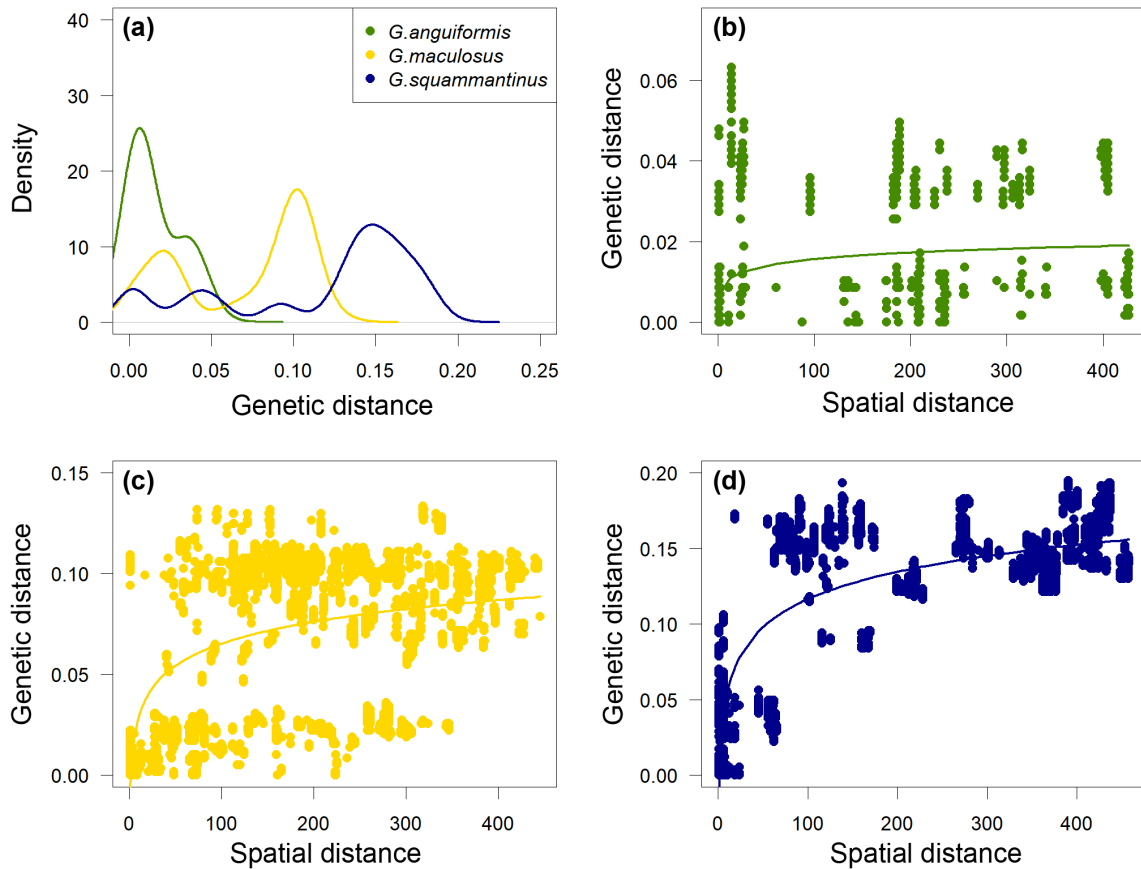 (a)
40
30
20
10
0
Density
0.00 0.05 0.10 0.15 0.20 0.25
Genetic distance
G.anguiformis
G.maculosus
G.squammantinus
(b)
0.06
0.04
0.02
0.00
Genetic distance
0 100 200 300 400
Spatial distance
(c)
0.15
0.10
0.05
0.00
Genetic distance
0 100 200 300 400
Spatial distance
(d)
0.20
0.15
0.10
0.05
0.00
Genetic distance
0 100 200 300 400
Spatial distance